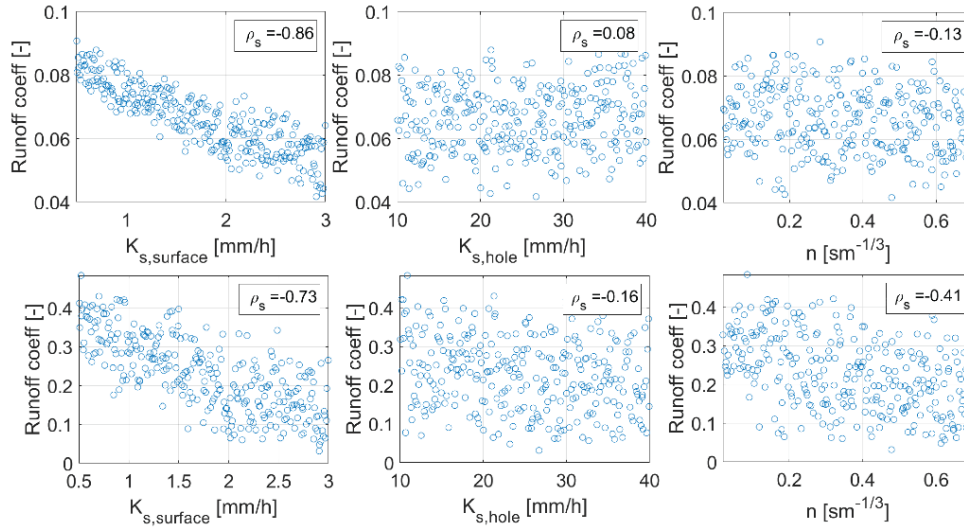 0.1
0.08
0.06
0.04
Runoff coeff [-]
ρs =-0.86
1
2
3
Ks,surface [mm/h]
0.1
0.08
0.06
0.04
Runoff coeff [-]
ρs =0.08
10
20
30
40
Ks,hole [mm/h]
0.1
0.08
0.06
0.04
Runoff coeff [-]
ρs =-0.13
0.2
0.4
0.6
n [sm-1/3]
0.4
0.3
0.2
0.1
0
Runoff coeff [-]
ρs =-0.73
0.5
1
1.5
2
2.5
3
Ks,surface [mm/h]
0.4
0.3
0.2
0.1
0
Runoff coeff [-]
ρs =-0.16
10
20
30
40
Ks,hole [mm/h]
0.4
0.3
0.2
0.1
0
Runoff coeff [-]
ρs =-0.41
0.2
0.4
0.6
n [sm-1/3]